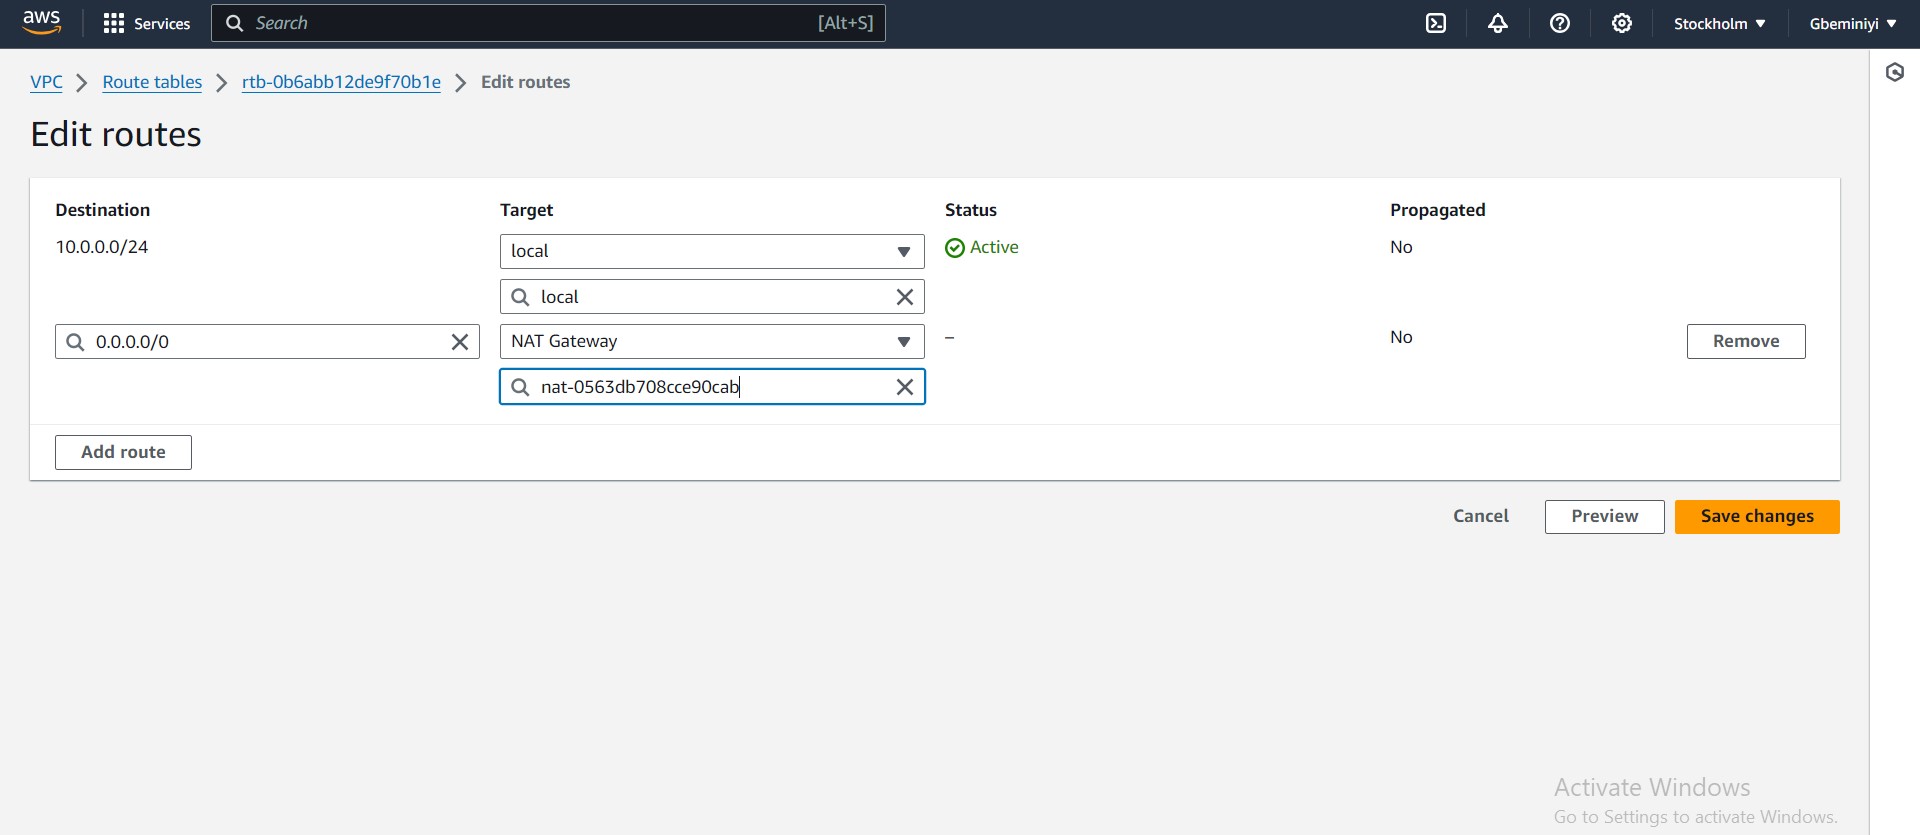 aws Services Search [Alt+S] Stockholm Gbeminiyi
VPC Route tables rtb-0b6abb12de9f70b1e Edit routes
Edit routes
Destination Target Status Propagated
10.0.0.0/24 local Active No
local
0.0.0.0/0 NAT Gateway – No Remove
nat-0563db708cce90cab
Add route
Cancel Preview Save changes
Activate Windows
Go to Settings to activate Windows.